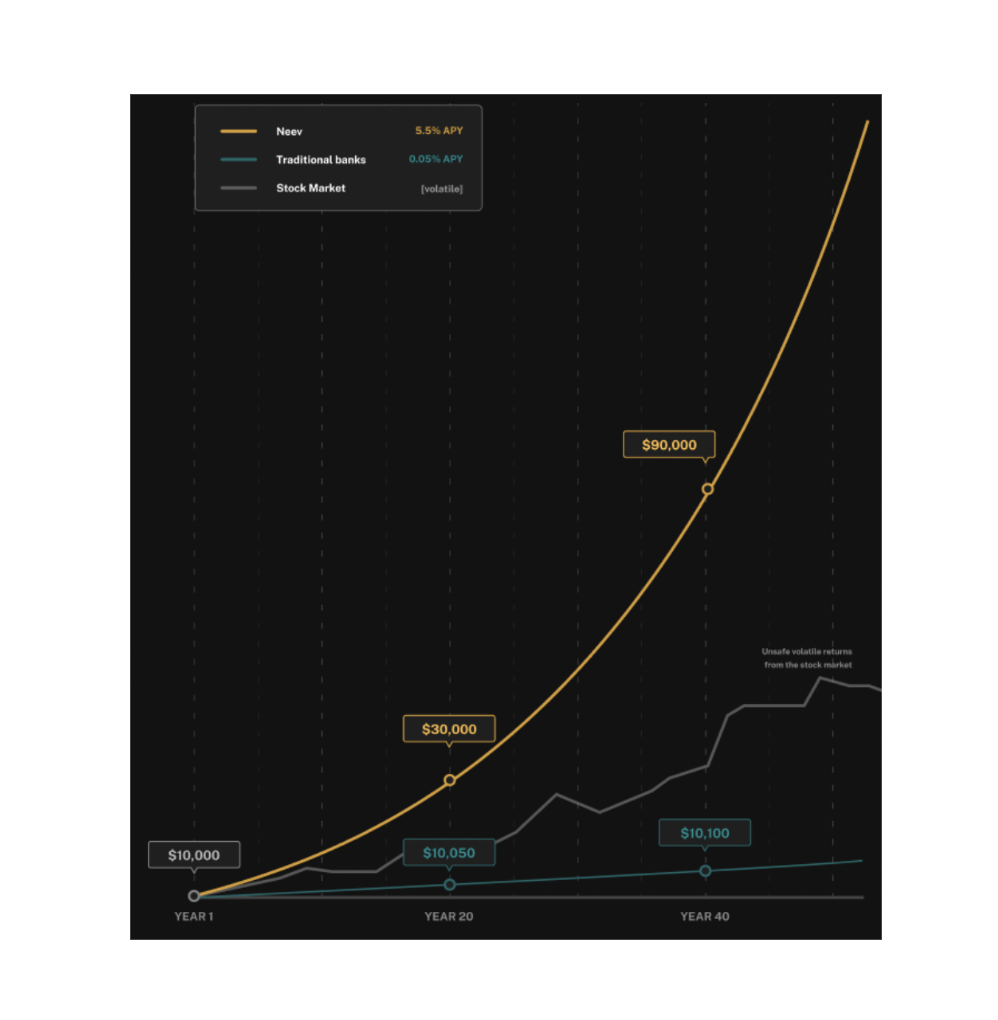 Neev 5.5% APY
Traditional banks 0.05% APY
Stock Market [volatile]
$90,000
Unsafe volatile returns
from the stock market
$30,000
$10,100
$10,050
$10,000
YEAR 1 YEAR 20 YEAR 40